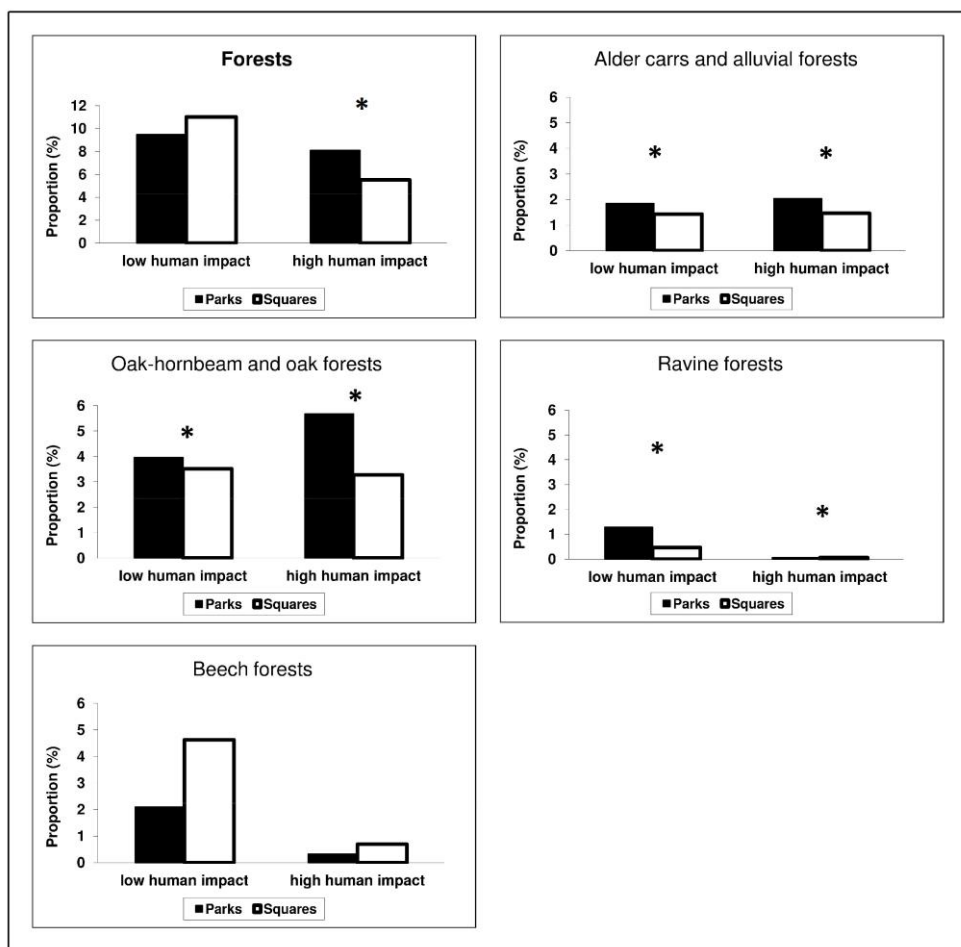 Forests
Proportion (%)
12
10
8
6
4
2
0
*
low human impact
high human impact
Parks Squares
Alder carrs and alluvial forests
Proportion (%)
6
5
4
3
2
1
0
*
*
low human impact
high human impact
Parks Squares
Oak-hornbeam and oak forests
Proportion (%)
6
5
4
3
2
1
0
*
*
low human impact
high human impact
Parks Squares
Ravine forests
Proportion (%)
6
5
4
3
2
1
0
*
*
low human impact
high human impact
Parks Squares
Beech forests
Proportion (%)
6
5
4
3
2
1
0
low human impact
high human impact
Parks Squares